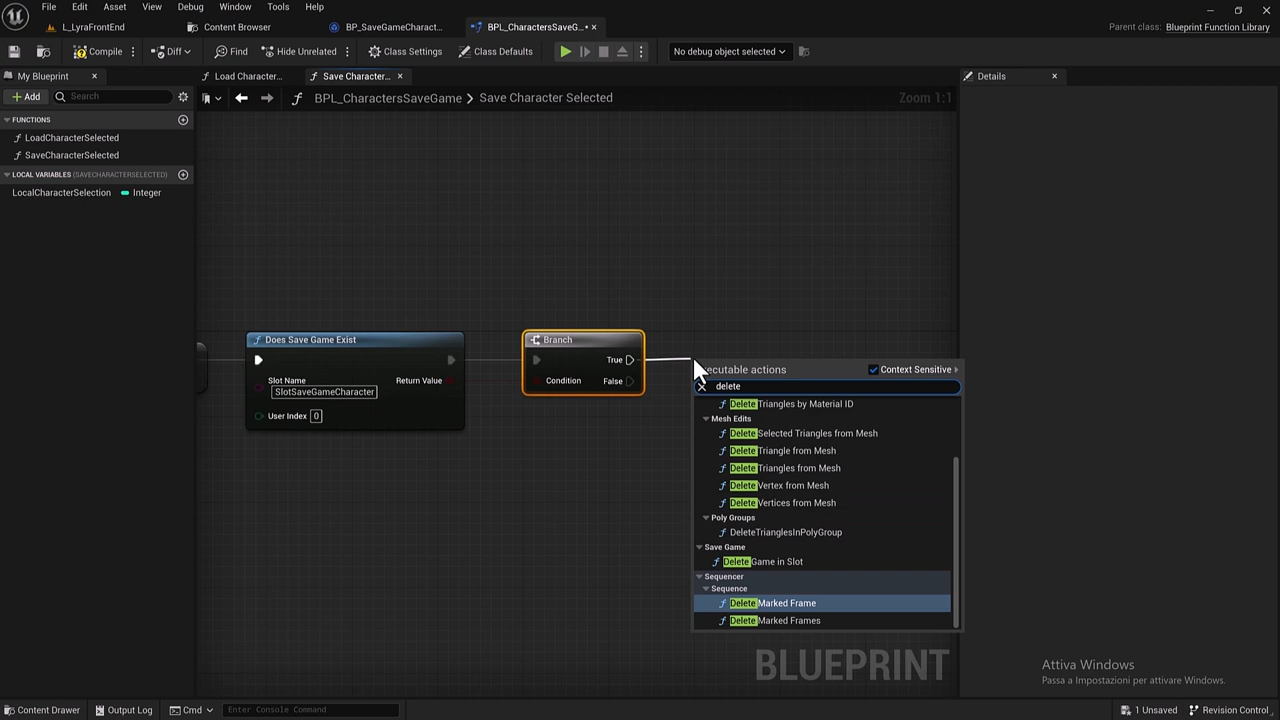 File Edit Asset View Debug Window Tools Help
L_LyraFrontEnd Content Browser BP_SaveGameCharact... BPL_CharactersSaveG...•
Parent class: Blueprint Function Library
Compile Diff Find Hide Unrelated Class Settings Class Defaults No debug object selected
My Blueprint Load Character... Save Character... Details
+ Add Search BPL_CharactersSaveGame > Save Character Selected Zoom 1:1
FUNCTIONS
LoadCharacterSelected
SaveCharacterSelected
LOCAL VARIABLES (SAVECHARACTERSELECTED)
LocalCharacterSelection Integer
Does Save Game Exist
Slot Name
SlotSaveGameCharacter
Return Value
User Index 0
Branch
True
Condition False
ecutable actions Context Sensitive
delete
Delete Triangles by Material ID
Mesh Edits
Delete Selected Triangles from Mesh
Delete Triangle from Mesh
Delete Triangles from Mesh
Delete Vertex from Mesh
Delete Vertices from Mesh
Poly Groups
DeleteTrianglesInPolyGroup
Save Game
Delete Game in Slot
Sequencer
Sequence
Delete Marked Frame
Delete Marked Frames
BLUEPRINT
Attiva Windows
Passa a Impostazioni per attivare Windows.
Content Drawer Output Log Cmd Enter Console Command 1 Unsaved Revision Control